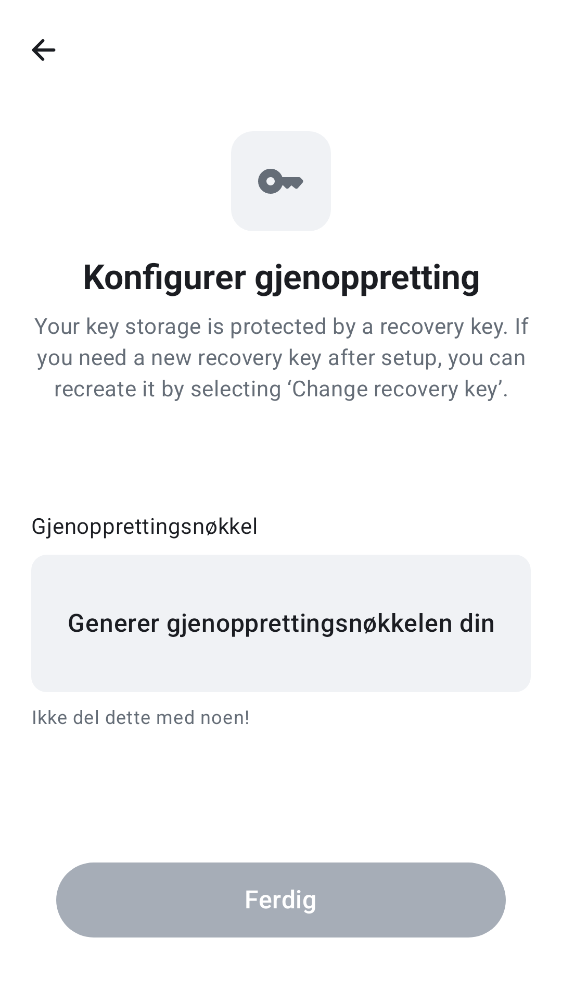 Konfigurer gjenoppretting
Your key storage is protected by a recovery key. If
you need a new recovery key after setup, you can
recreate it by selecting ‘Change recovery key’.
Gjenopprettingsnøkkel
Generer gjenopprettingsnøkkelen din
Ikke del dette med noen!
Ferdig